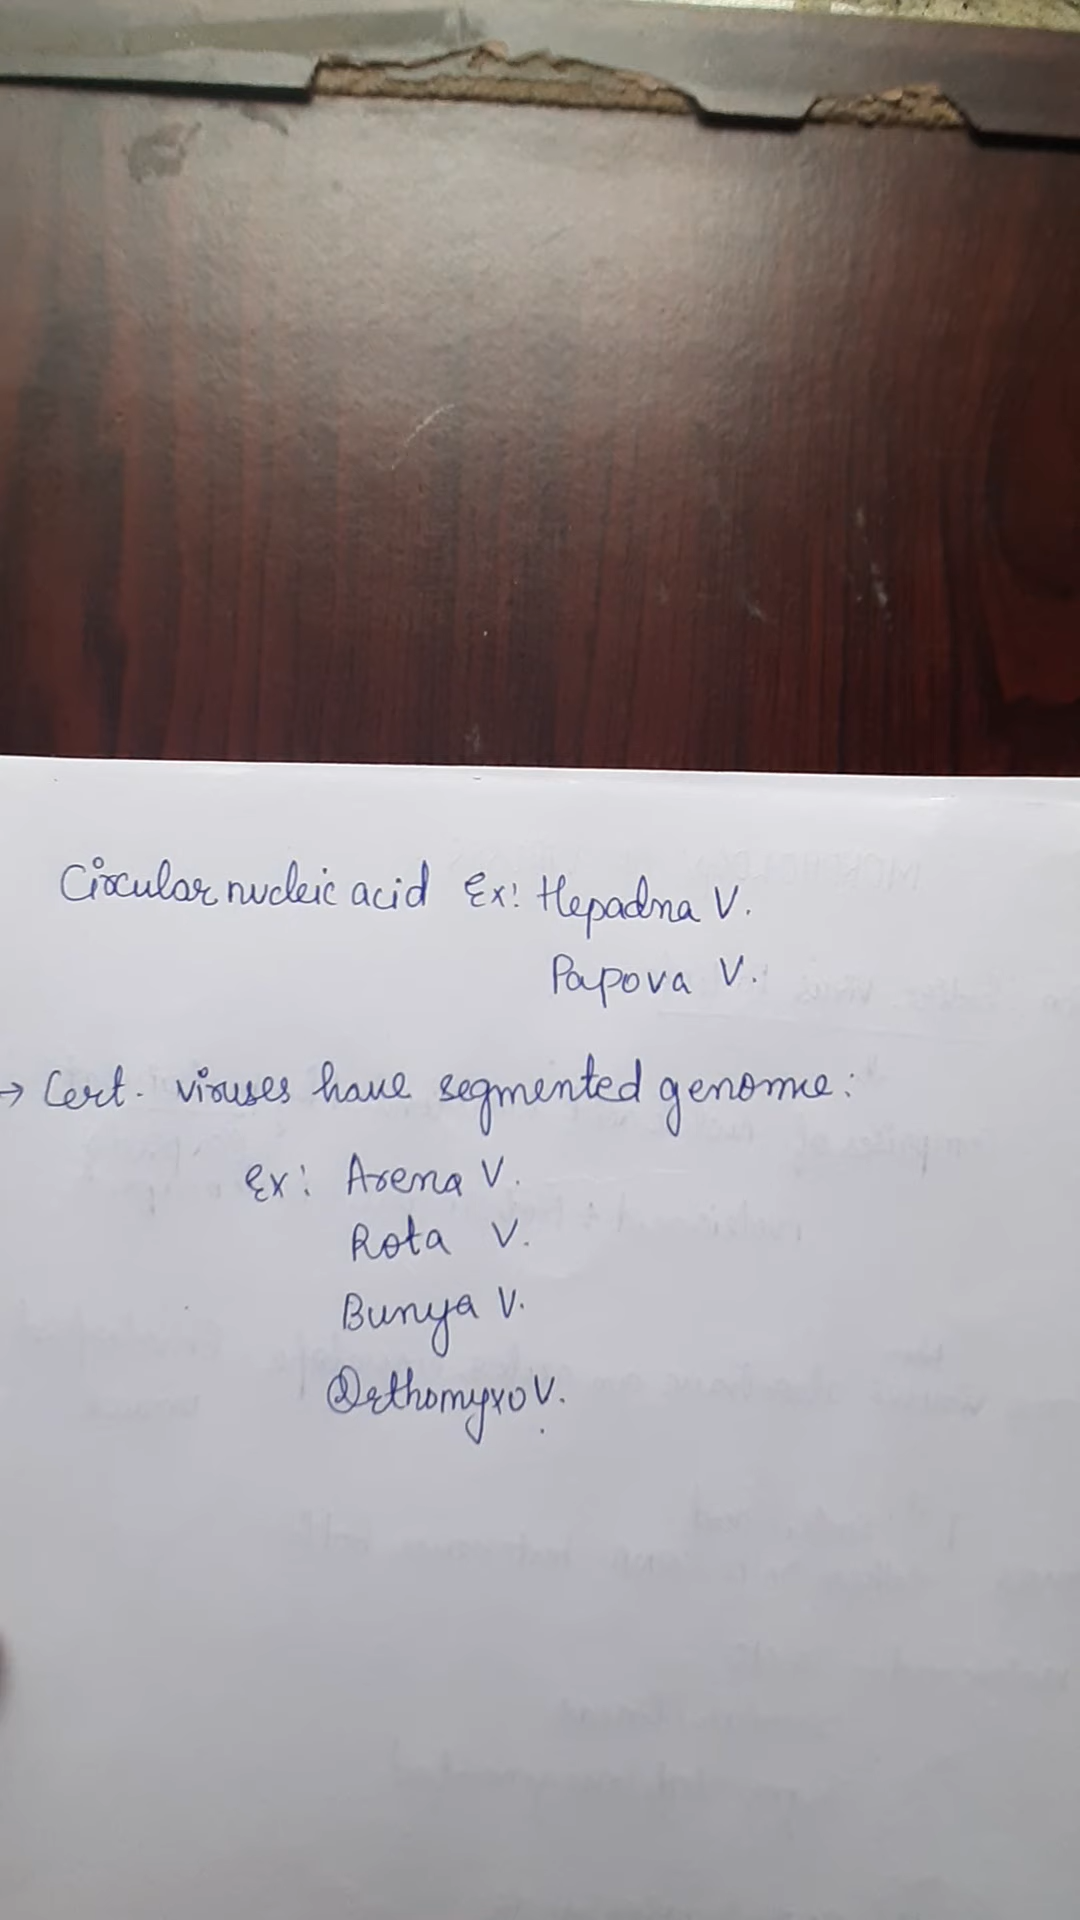 Circular nucleic acid Ex: Hepadna V.
Papova V.
→ Cert. viruses have segmented genome:
Ex: Arena V.
Rota V.
Bunya V.
Orthomyxo V.